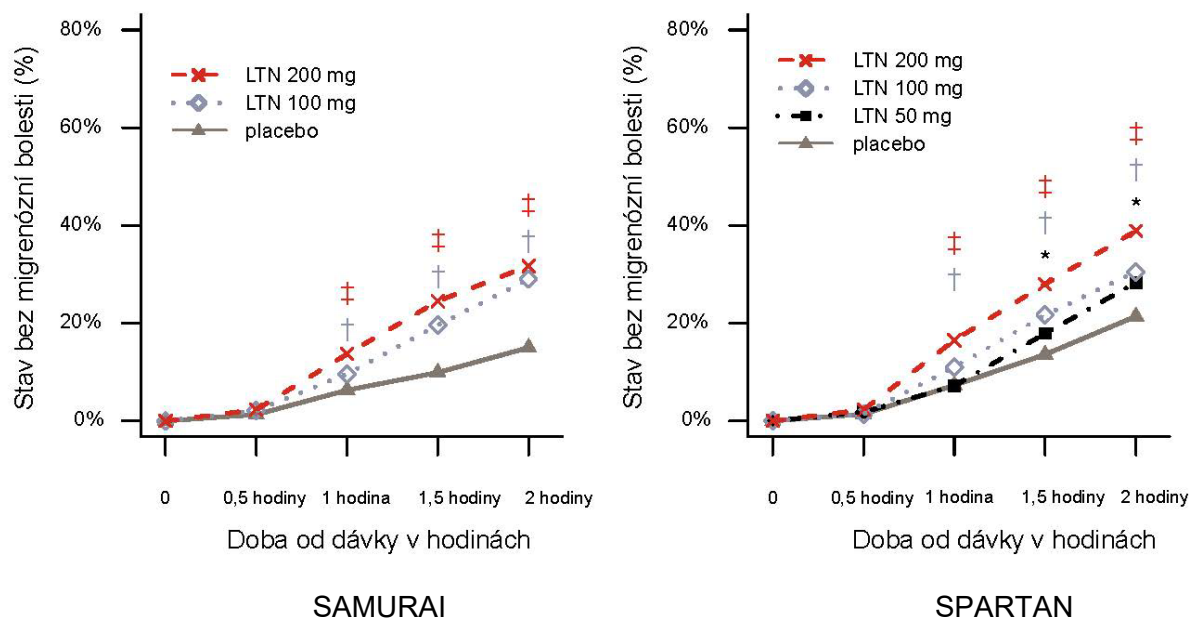 Stav bez migrenózní bolesti (%)
80%
60%
40%
20%
0%
LTN 200 mg
LTN 100 mg
placebo
‡
†
‡
†
‡
†
0
0,5 hodiny
1 hodina
1,5 hodiny
2 hodiny
Doba od dávky v hodinách
SAMURAI
Stav bez migrenózní bolesti (%)
80%
60%
40%
20%
0%
LTN 200 mg
LTN 100 mg
LTN 50 mg
placebo
‡
†
‡
†
*
‡
†
*
0
0,5 hodiny
1 hodina
1,5 hodiny
2 hodiny
Doba od dávky v hodinách
SPARTAN